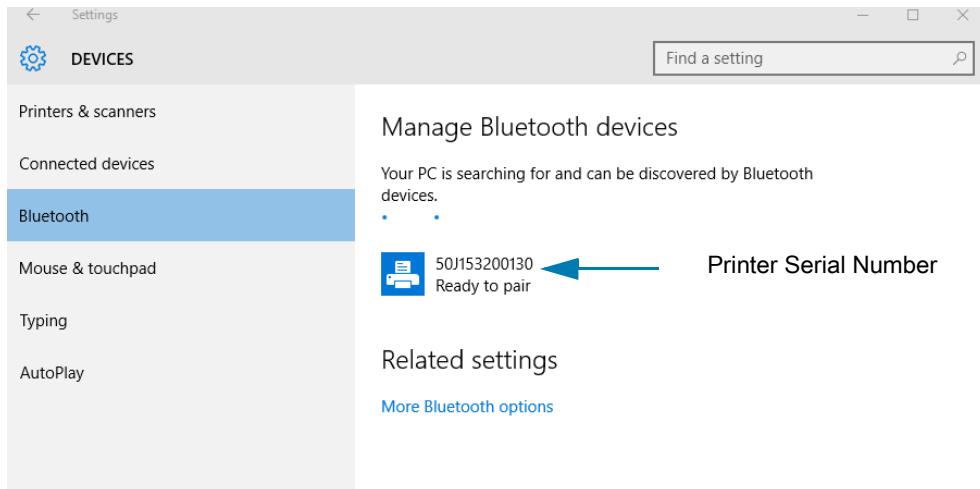 Settings
DEVICES
Find a setting
Printers & scanners
Connected devices
Bluetooth
Mouse & touchpad
Typing
AutoPlay
Manage Bluetooth devices
Your PC is searching for and can be discovered by Bluetooth
devices.
50J153200130
Ready to pair
Printer Serial Number
Related settings
More Bluetooth options